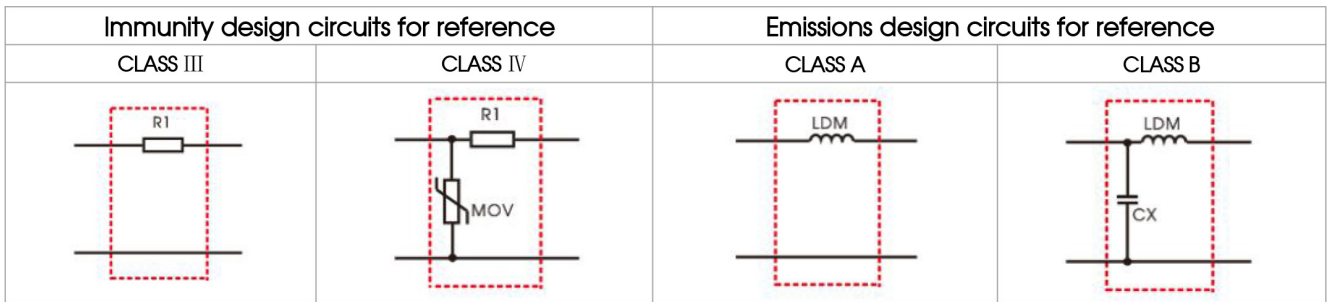 Immunity design circuits for reference
Emissions design circuits for reference
CLASS Ⅲ
CLASS Ⅳ
CLASS A
CLASS B
R1
R1
MOV
LDM
LDM
CX